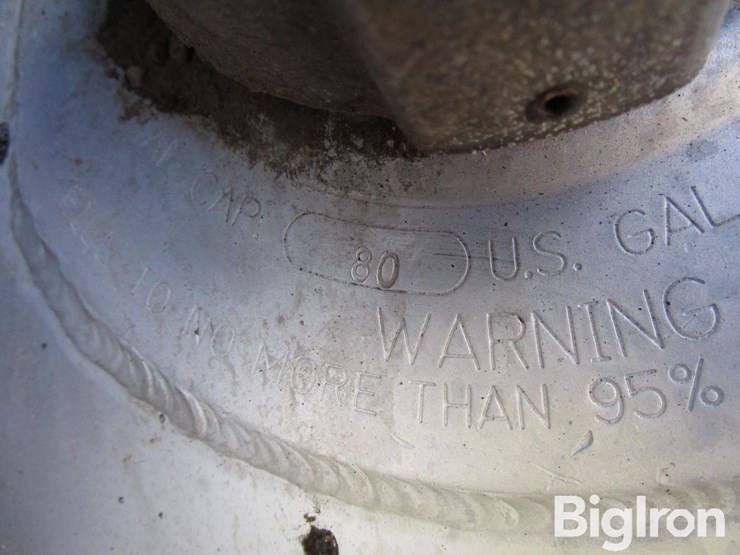 CAP. 80 U.S. GAL
WARNING
FILL TO NO MORE THAN 95%
BigIron